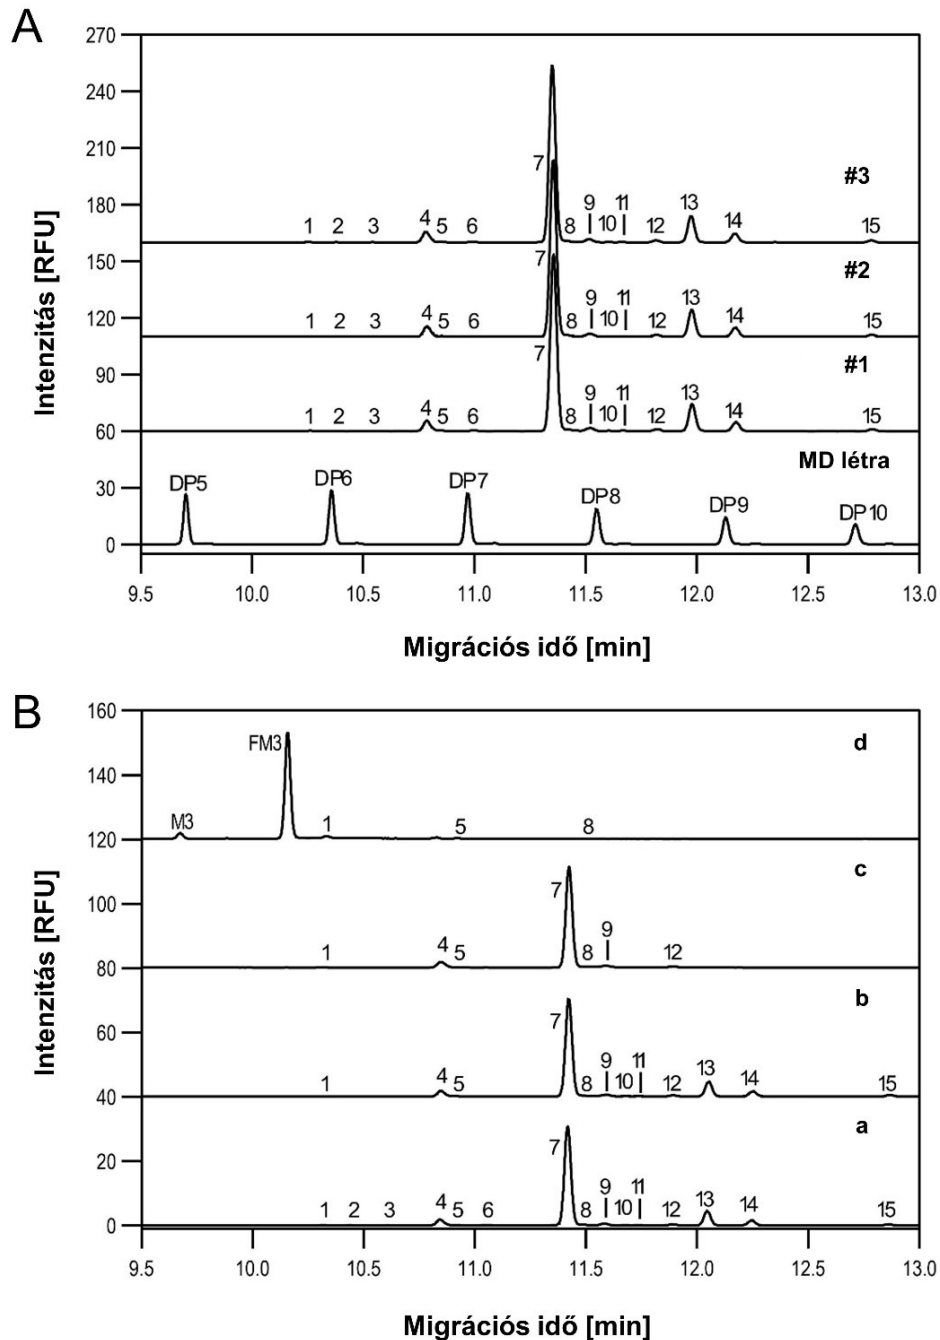 A
270
240
210
180
150
120
90
60
30
0
Intenzitás [RFU]
#3
1 2 3 4 5 6 7 8 9 10 11 12 13 14 15
#2
1 2 3 4 5 6 7 8 9 10 11 12 13 14 15
#1
1 2 3 4 5 6 7 8 9 10 11 12 13 14 15
MD létra
DP5 DP6 DP7 DP8 DP9 DP10
9.5 10.0 10.5 11.0 11.5 12.0 12.5 13.0
Migrációs idő [min]
B
160
140
120
100
80
60
40
20
0
Intenzitás [RFU]
d
M3 FM3 1 5 8
c
1 4 5 7 8 9 12
b
1 4 5 7 8 9 10 11 12 13 14 15
a
1 2 3 4 5 6 7 8 9 10 11 12 13 14 15
9.5 10.0 10.5 11.0 11.5 12.0 12.5 13.0
Migrációs idő [min]